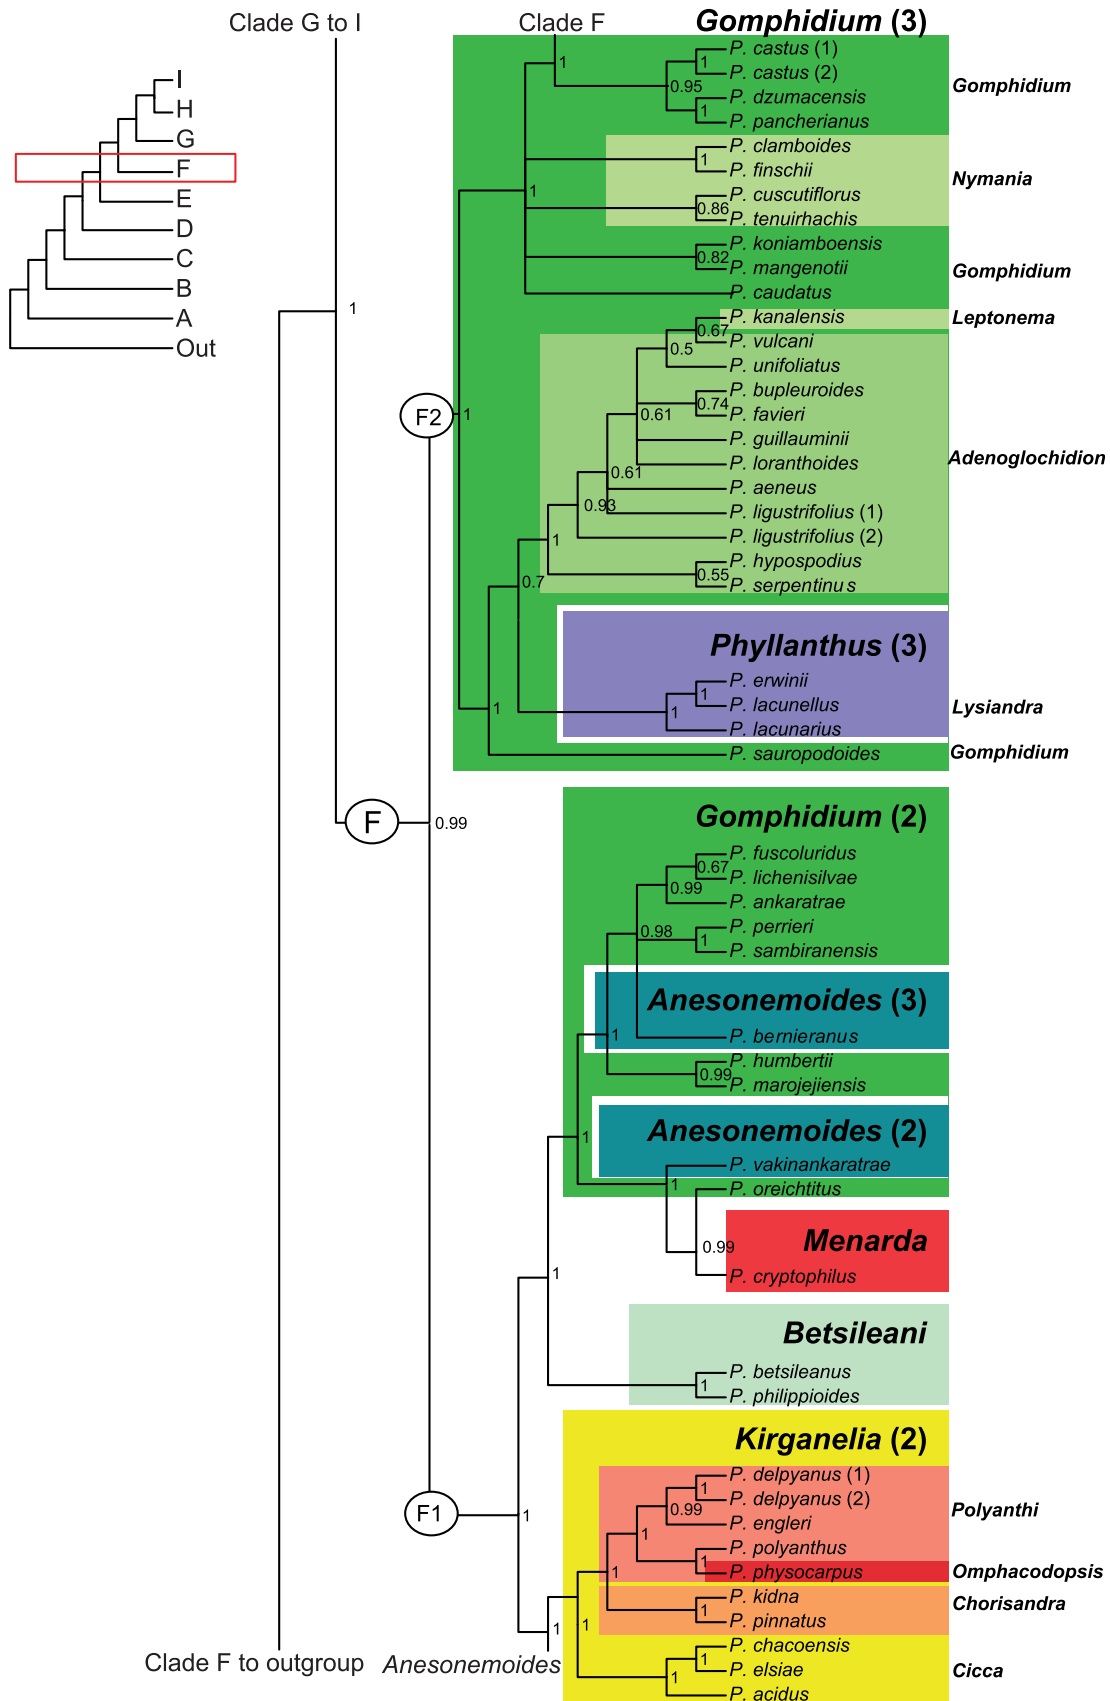 Clade G to I
Clade F
Gomphidium (3)
I
H
G
F
E
D
C
B
A
Out
1
P. castus (1)
1
P. castus (2)
0.95
P. dzumacensis
1
P. pancherianus
Gomphidium
1
P. clamboides
1
P. finschii
P. cuscutiflorus
0.86
P. tenuirhachis
Nymania
1
P. koniamboensis
0.82
P. mangenotii
P. caudatus
Gomphidium
P. kanalensis
Leptonema
0.67
P. vulcani
0.5
P. unifoliatus
P. bupleuroides
0.74
P. favieri
0.61
P. guillauminii
P. loranthoides
Adenoglochidion
0.61
P. aeneus
0.93
P. ligustrifolius (1)
P. ligustrifolius (2)
1
P. hypospodius
0.55
P. serpentinus
0.7
F2
1
1
Phyllanthus (3)
P. erwinii
1
P. lacunellus
1
P. lacunarius
Lysiandra
1
P. sauropodoides
Gomphidium
F
0.99
Gomphidium (2)
P. fuscoluridus
0.67
P. lichenisilvae
0.99
P. ankaratrae
P. perrieri
0.98
1
P. sambiranensis
Anesonemoides (3)
P. bernieranus
1
P. humbertii
0.99
P. marojejiensis
Anesonemoides (2)
1
P. vakinankaratrae
1
P. oreichtitus
Menarda
0.99
P. cryptophilus
1
Betsileani
P. betsileanus
1
P. philippioides
Kirganelia (2)
P. delpyanus (1)
1
P. delpyanus (2)
0.99
P. engleri
Polyanthi
F1
1
1
P. polyanthus
1
P. physocarpus
Omphacodopsis
1
P. kidna
1
P. pinnatus
Chorisandra
1
1
P. chacoensis
1
P. elsiae
1
P. acidus
Cicca
Clade F to outgroup
Anesonemoides